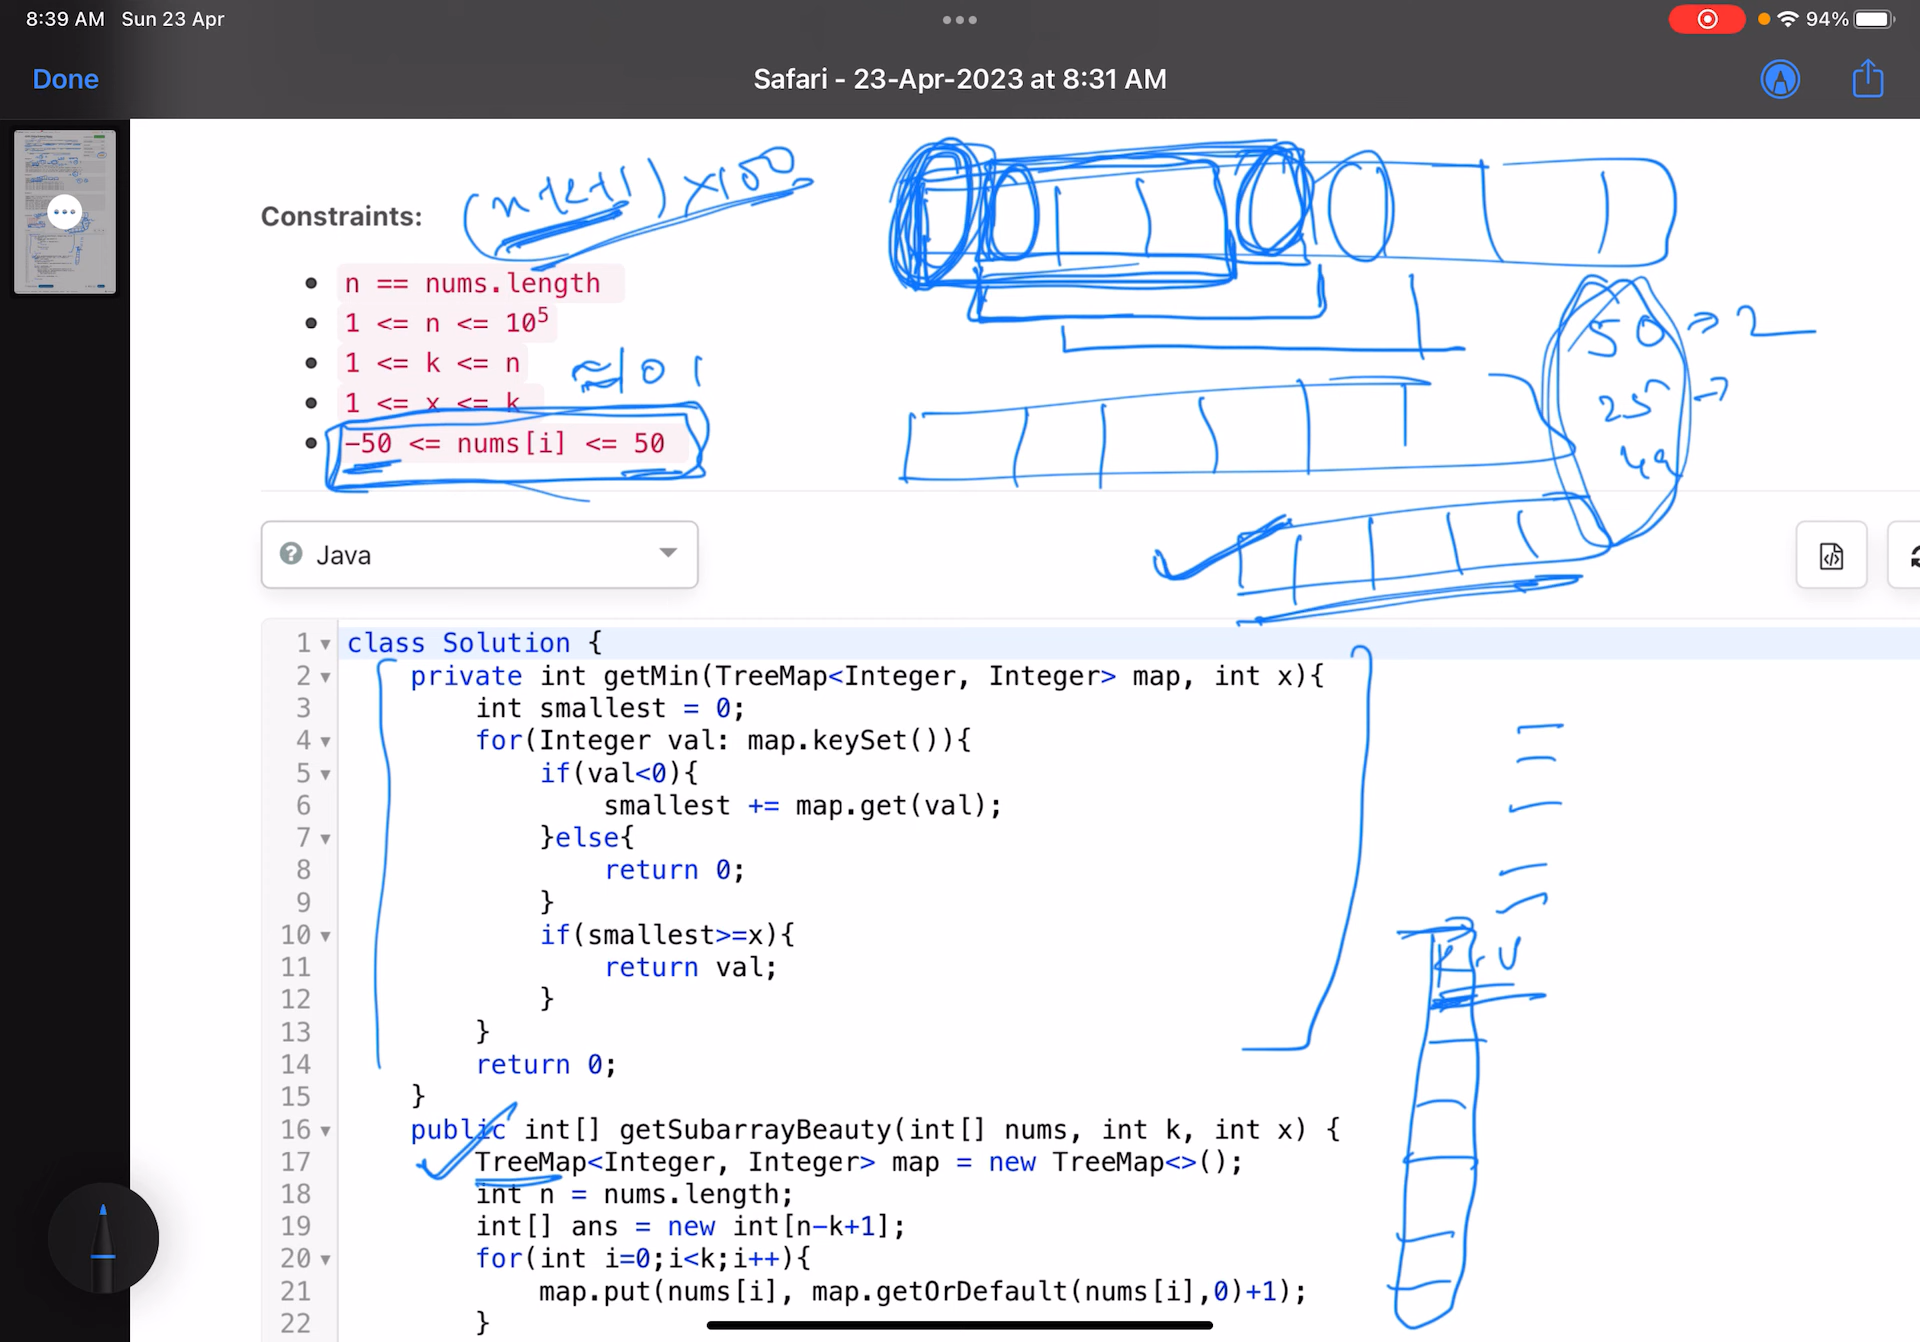 8:39 AM Sun 23 Apr
94%
Done
Safari - 23-Apr-2023 at 8:31 AM
Constraints:
) x100
n == nums.length
1 <= n <= 10^5
1 <= k <= n
≈101
1 <= x <= k
-50 <= nums[i] <= 50
50 → 2
25 →
49
Java
1 class Solution {
2 private int getMin(TreeMap<Integer, Integer> map, int x){
3 int smallest = 0;
4 for(Integer val: map.keySet()){
5 if(val<0){
6 smallest += map.get(val);
7 }else{
8 return 0;
9 }
10 if(smallest>=x){
11 return val;
12 }
13 }
14 return 0;
15 }
16 public int[] getSubarrayBeauty(int[] nums, int k, int x) {
17 TreeMap<Integer, Integer> map = new TreeMap<>();
18 int n = nums.length;
19 int[] ans = new int[n-k+1];
20 for(int i=0;i<k;i++){
21 map.put(nums[i], map.getOrDefault(nums[i],0)+1);
22 }
K, V